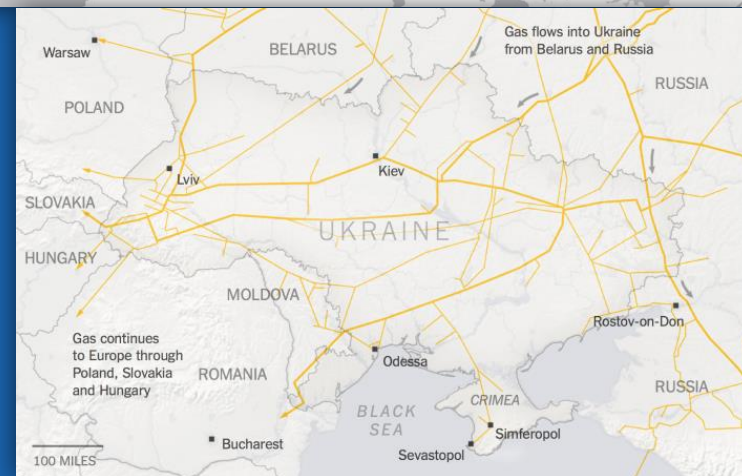 Gas flows into Ukraine
from Belarus and Russia
Warsaw
BELARUS
RUSSIA
POLAND
Lviv
Kiev
SLOVAKIA
UKRAINE
HUNGARY
MOLDOVA
Rostov-on-Don
Gas continues
to Europe through
Poland, Slovakia
and Hungary
ROMANIA
Odessa
RUSSIA
CRIMEA
BLACK
SEA
Simferopol
Bucharest
Sevastopol
100 MILES